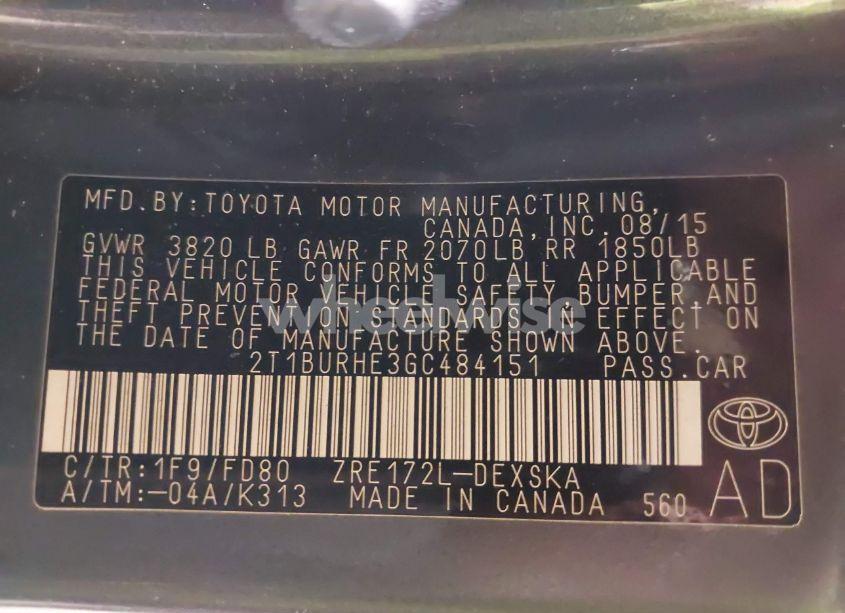 MFD.BY:TOYOTA MOTOR MANUFACTURING,
CANADA,INC.08/15
GVWR 3820 LB GAWR FR 2070LB RR 1850LB
THIS VEHICLE CONFORMS TO ALL APPLICABLE
FEDERAL MOTOR VEHICLE SAFETY,BUMPER,AND
THEFT PREVENTION STANDARDS IN EFFECT ON
THE DATE OF MANUFACTURE SHOWN ABOVE.
2T1BURHE3GC484151 PASS.CAR
C/TR:1F9/FD80 ZRE172L-DEXSKA
A/TM:-04A/K313 MADE IN CANADA 560 AD
wheelwise